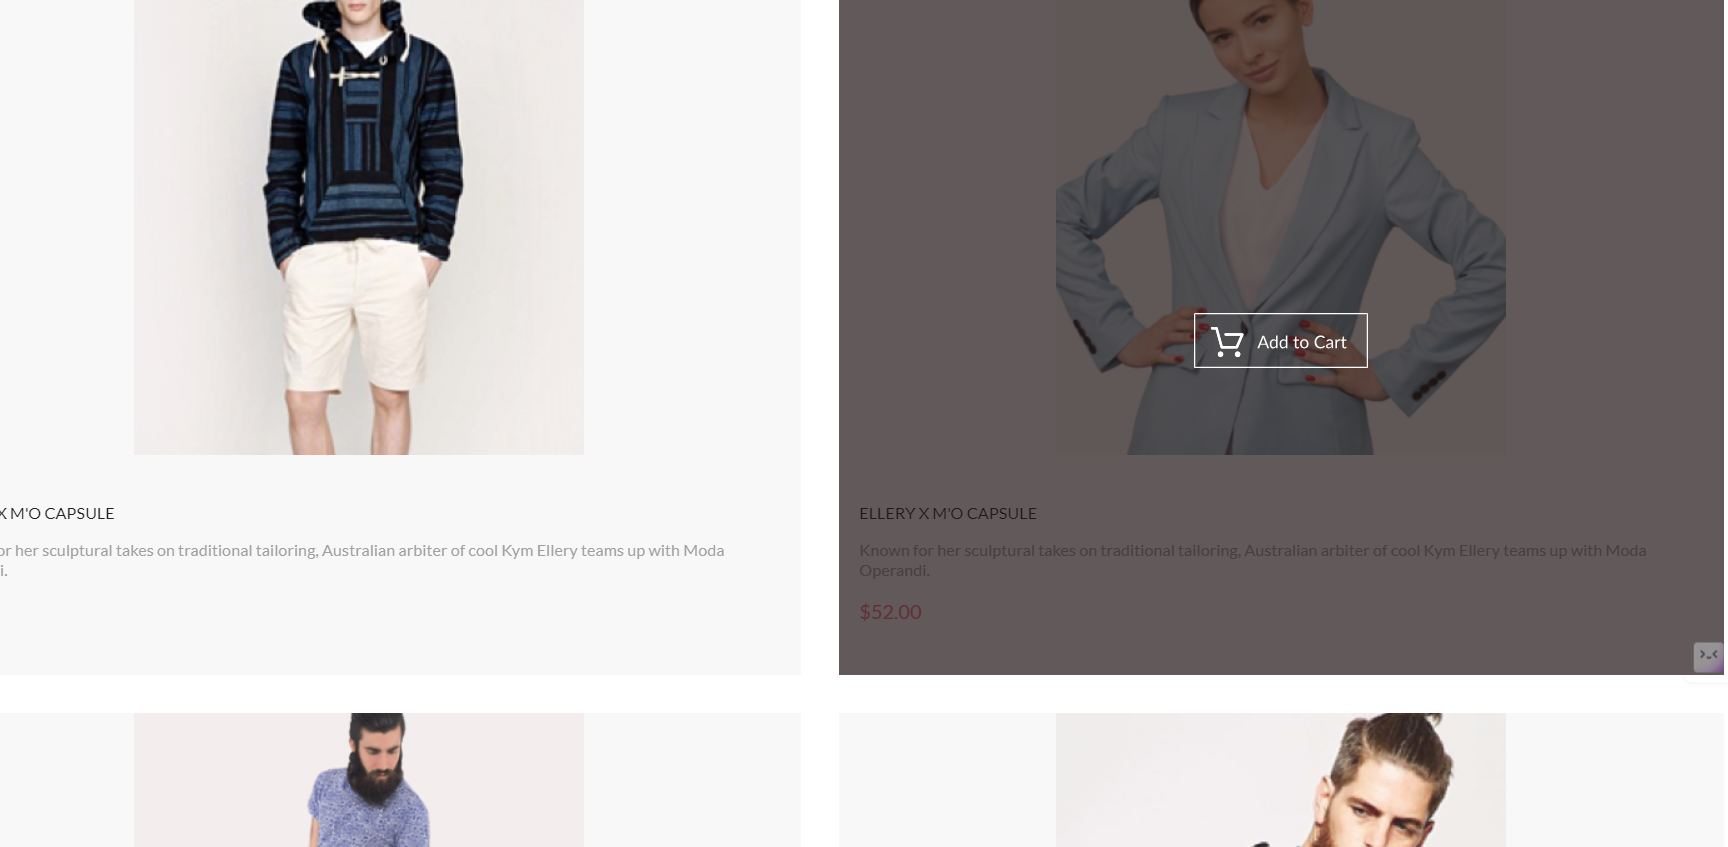 X M'O CAPSULE
or her sculptural takes on traditional tailoring, Australian arbiter of cool Kym Ellery teams up with Moda
i.
Add to Cart
ELLERY X M'O CAPSULE
Known for her sculptural takes on traditional tailoring, Australian arbiter of cool Kym Ellery teams up with Moda
Operandi.
$52.00